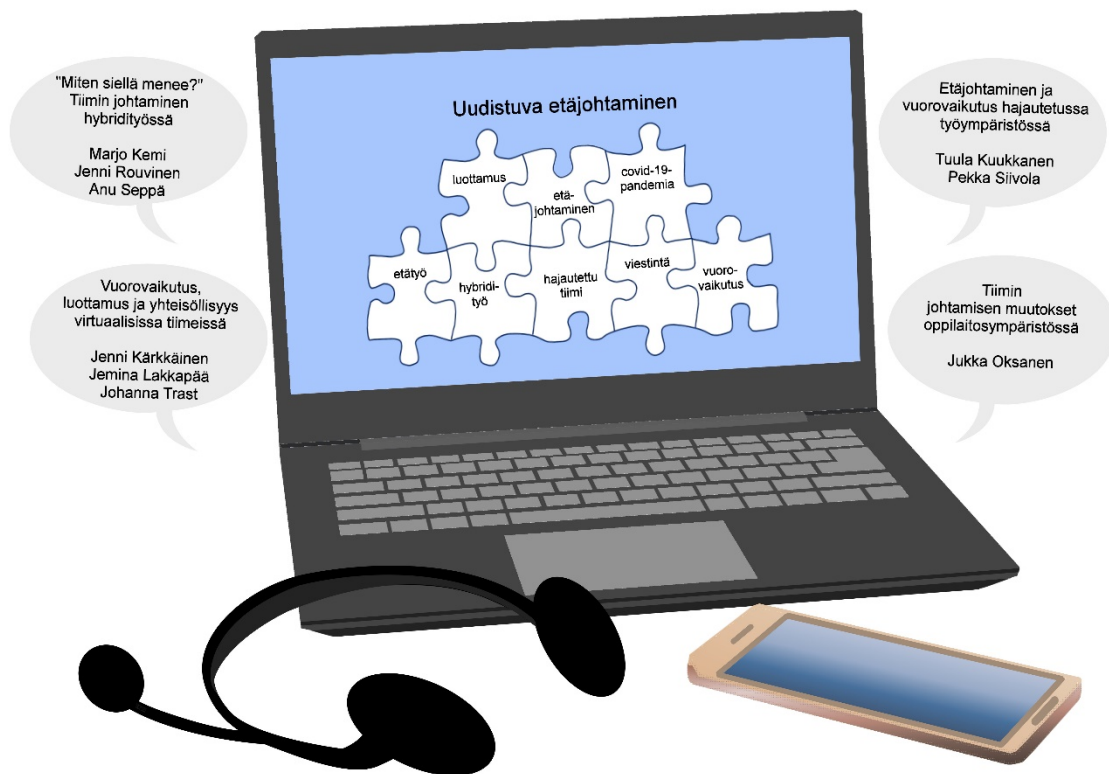 "Miten siellä menee?"
Tiimin johtaminen
hybridityössä
Marjo Kemi
Jenni Rouvinen
Anu Seppä
Vuorovaikutus,
luottamus ja yhteisöllisyys
virtuaalisissa tiimeissä
Jenni Kärkkäinen
Jemina Lakkapää
Johanna Trast
Uudistuva etäjohtaminen
luottamus
etä-
johtaminen
covid-19-
pandemia
etätyö
hybridi-
työ
hajautettu
tiimi
viestintä
vuoro-
vaikutus
Etäjohtaminen ja
vuorovaikutus hajautetussa
työympäristössä
Tuula Kuukkanen
Pekka Siivola
Tiimin
johtamisen muutokset
oppilaitosympäristössä
Jukka Oksanen